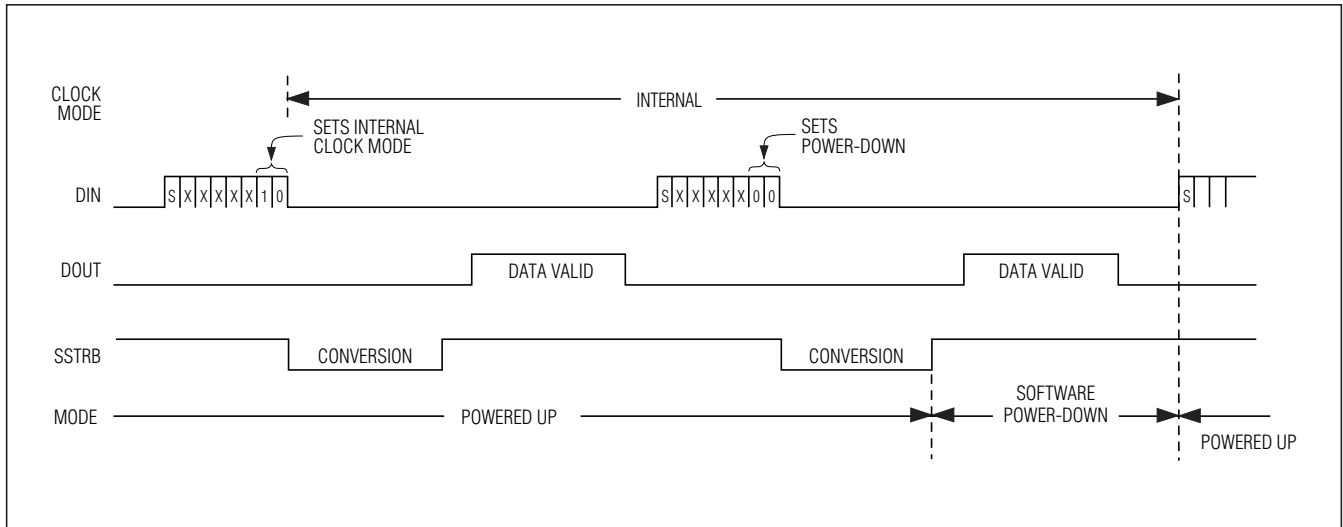 CLOCK
MODE
INTERNAL
SETS INTERNAL
CLOCK MODE
SETS
POWER-DOWN
DIN
S X X X X X 1 0
S X X X X X 0 0
S
DOUT
DATA VALID
DATA VALID
SSTRB
CONVERSION
CONVERSION
MODE
POWERED UP
SOFTWARE
POWER-DOWN
POWERED UP